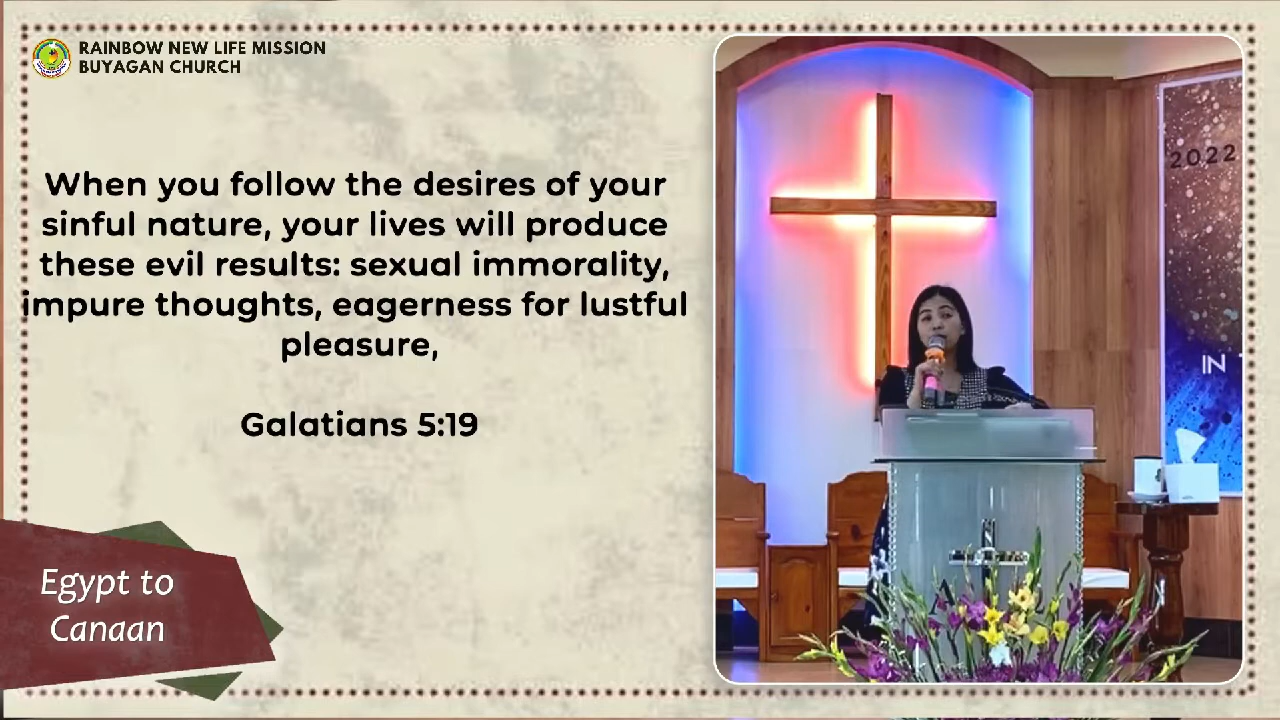 RAINBOW NEW LIFE MISSION
BUYAGAN CHURCH
When you follow the desires of your
sinful nature, your lives will produce
these evil results: sexual immorality,
impure thoughts, eagerness for lustful
pleasure,
Galatians 5:19
Egypt to
Canaan
2022
IN